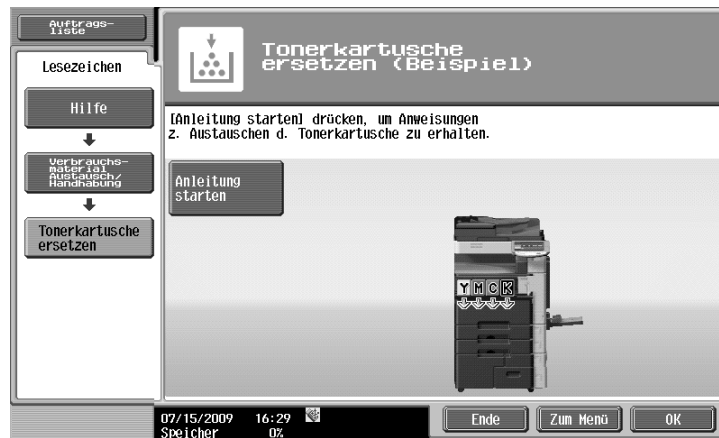 Auftrags-
liste
Lesezeichen
Hilfe
Verbrauchs-
material
Austausch/
Handhabung
Tonerkartusche
ersetzen
Tonerkartusche
ersetzen (Beispiel)
[Anleitung starten] drücken, um Anweisungen
z. Austauschen d. Tonerkartusche zu erhalten.
Anleitung
starten
Y M C K
07/15/2009 16:29
Speicher 0%
Ende
Zum Menü
OK